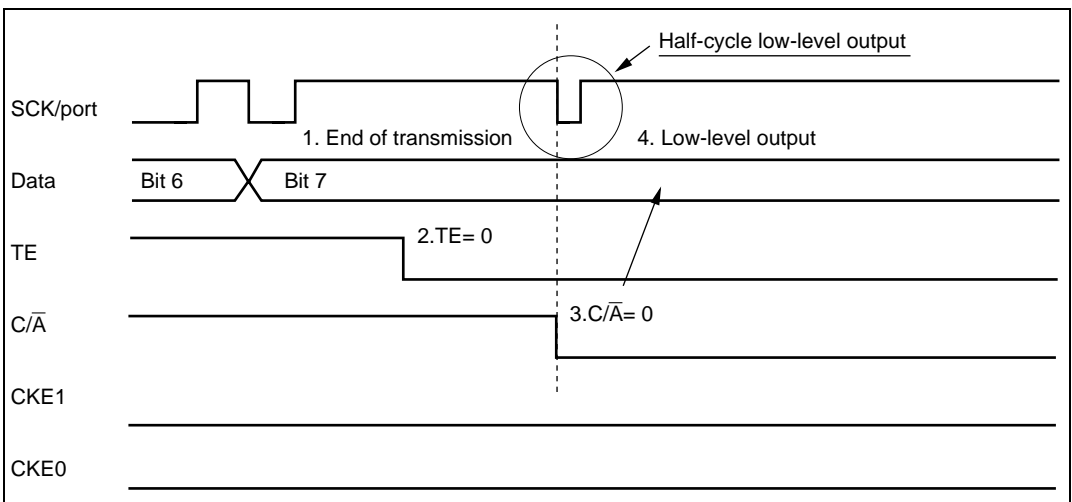 Half-cycle low-level output
SCK/port
1. End of transmission
4. Low-level output
Data
Bit 6
Bit 7
TE
2.TE= 0
C/A̅
3.C/A̅= 0
CKE1
CKE0